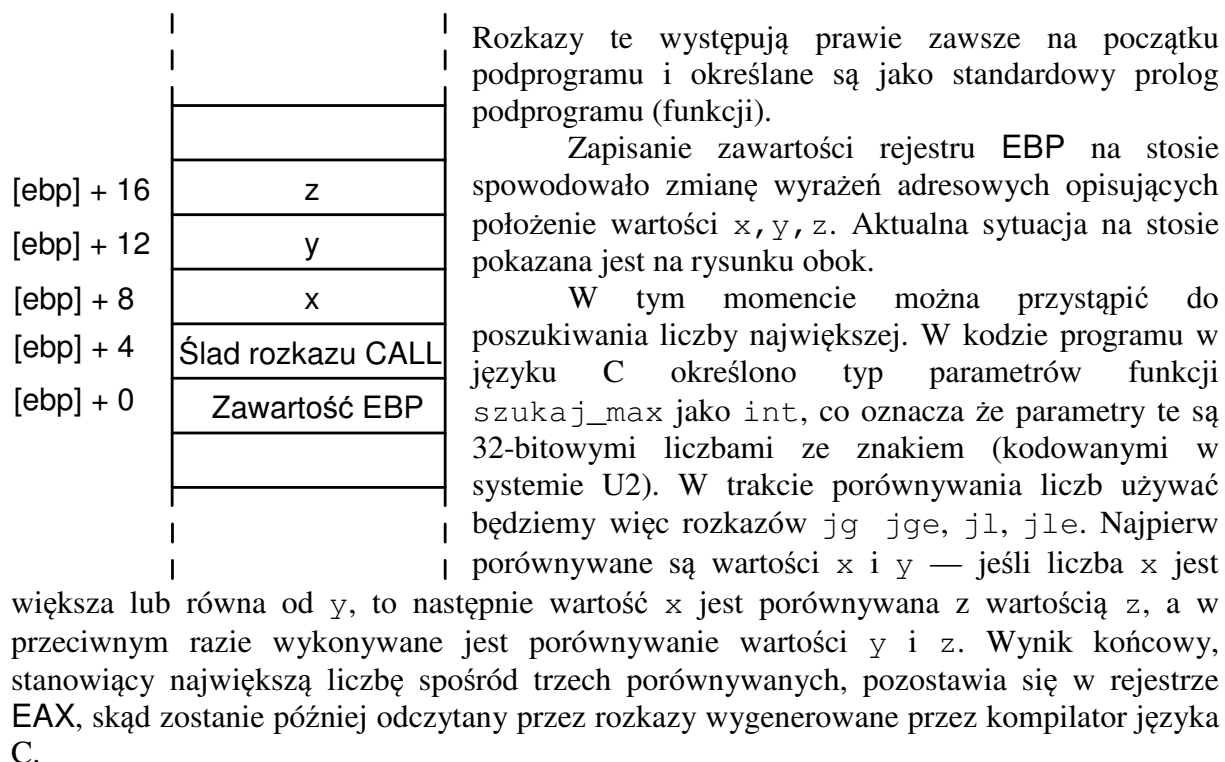 Rozkazy te występują prawie zawsze na początku
podprogramu i określane są jako standardowy prolog
podprogramu (funkcji).
Zapisanie zawartości rejestru EBP na stosie
spowodowało zmianę wyrażeń adresowych opisujących
położenie wartości x,y,z. Aktualna sytuacja na stosie
pokazana jest na rysunku obok.
W tym momencie można przystąpić do
poszukiwania liczby największej. W kodzie programu w
języku C określono typ parametrów funkcji
szukaj_max jako int, co oznacza że parametry te są
32-bitowymi liczbami ze znakiem (kodowanymi w
systemie U2). W trakcie porównywania liczb używać
będziemy więc rozkazów jg jge, jl, jle. Najpierw
porównywane są wartości x i y — jeśli liczba x jest
większa lub równa od y, to następnie wartość x jest porównywana z wartością z, a w
przeciwnym razie wykonywane jest porównywanie wartości y i z. Wynik końcowy,
stanowiący największą liczbę spośród trzech porównywanych, pozostawia się w rejestrze
EAX, skąd zostanie później odczytany przez rozkazy wygenerowane przez kompilator języka
C.
[ebp] + 16 z
[ebp] + 12 y
[ebp] + 8 x
[ebp] + 4 Ślad rozkazu CALL
[ebp] + 0 Zawartość EBP